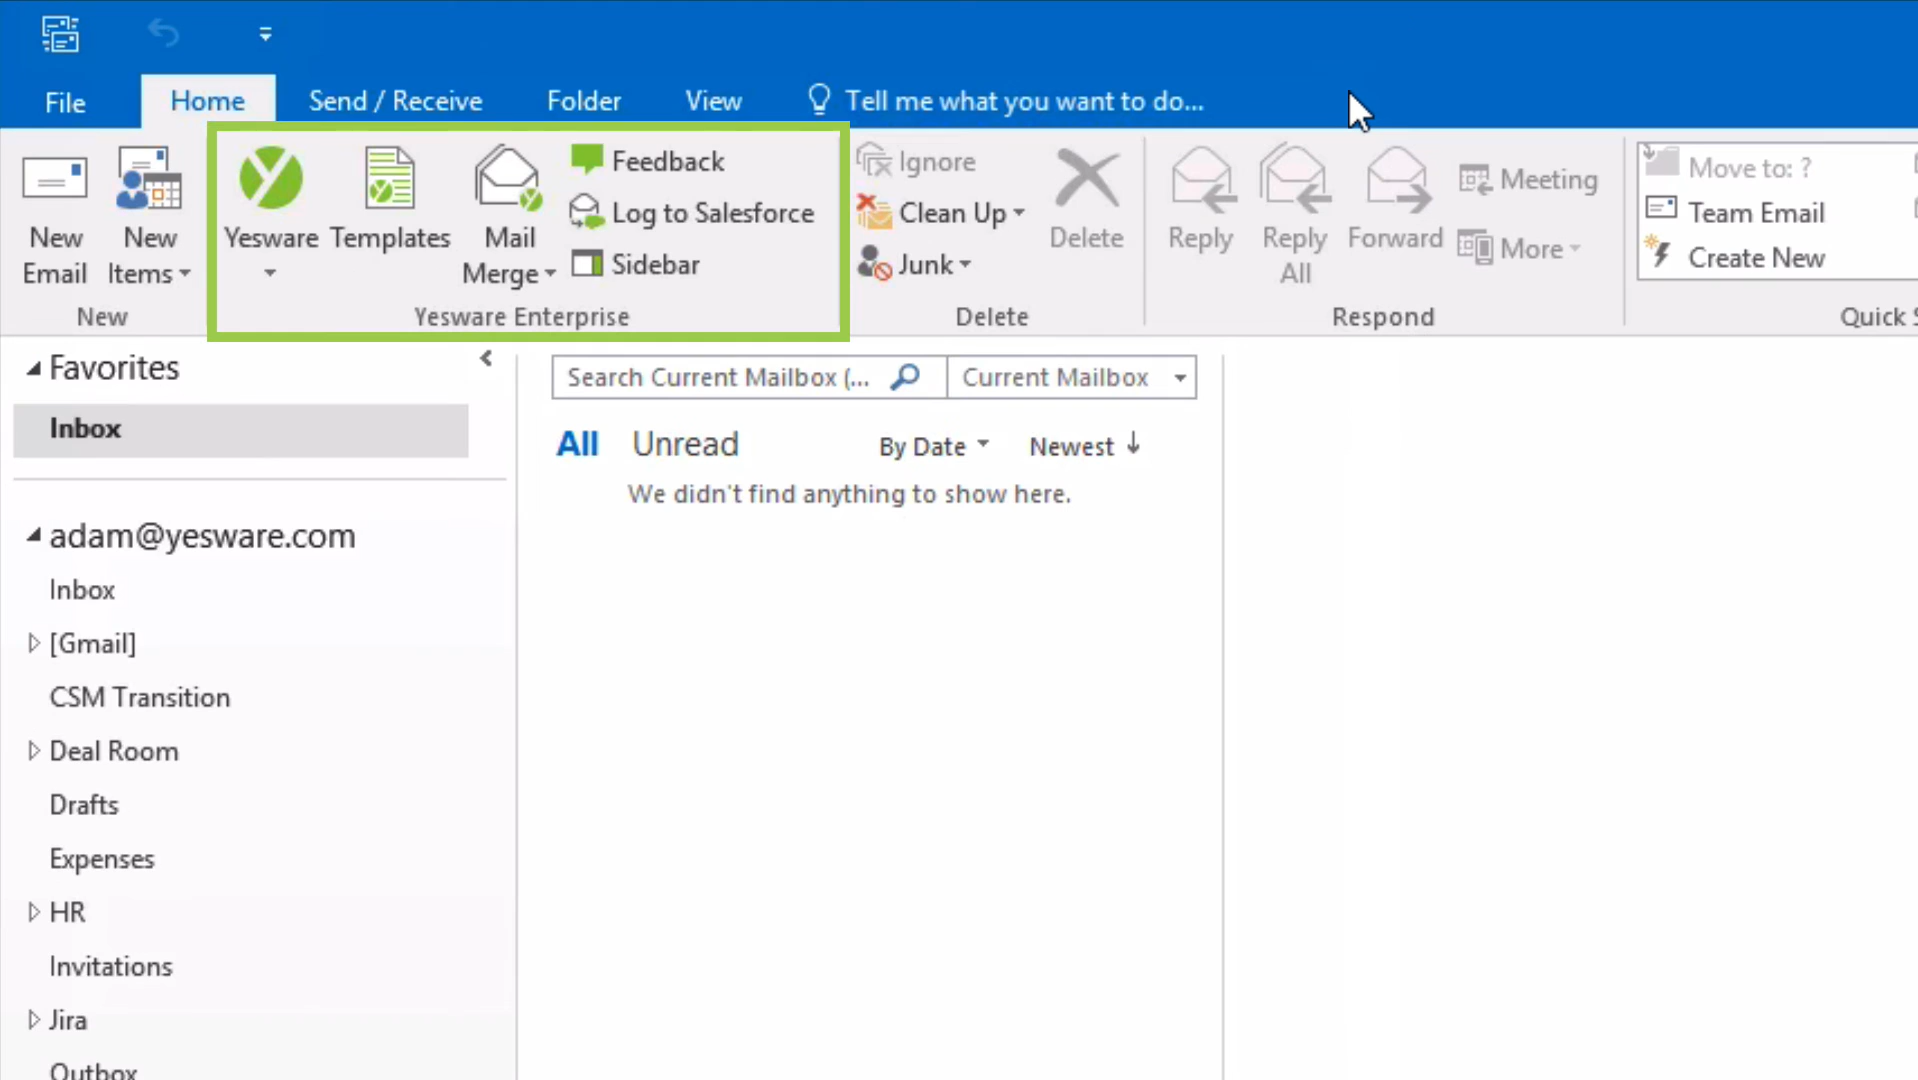 File Home Send / Receive Folder View Tell me what you want to do...
New Email
New Items
New
Yesware
Templates
Mail Merge
Feedback
Log to Salesforce
Sidebar
Yesware Enterprise
Ignore
Clean Up
Junk
Delete
Delete
Reply
Reply All
Forward
Meeting
More
Respond
Move to: ?
Team Email
Create New
Quick S
Favorites
Inbox
adam@yesware.com
Inbox
[Gmail]
CSM Transition
Deal Room
Drafts
Expenses
HR
Invitations
Jira
Outbox
Search Current Mailbox (... Current Mailbox
All Unread By Date Newest
We didn't find anything to show here.